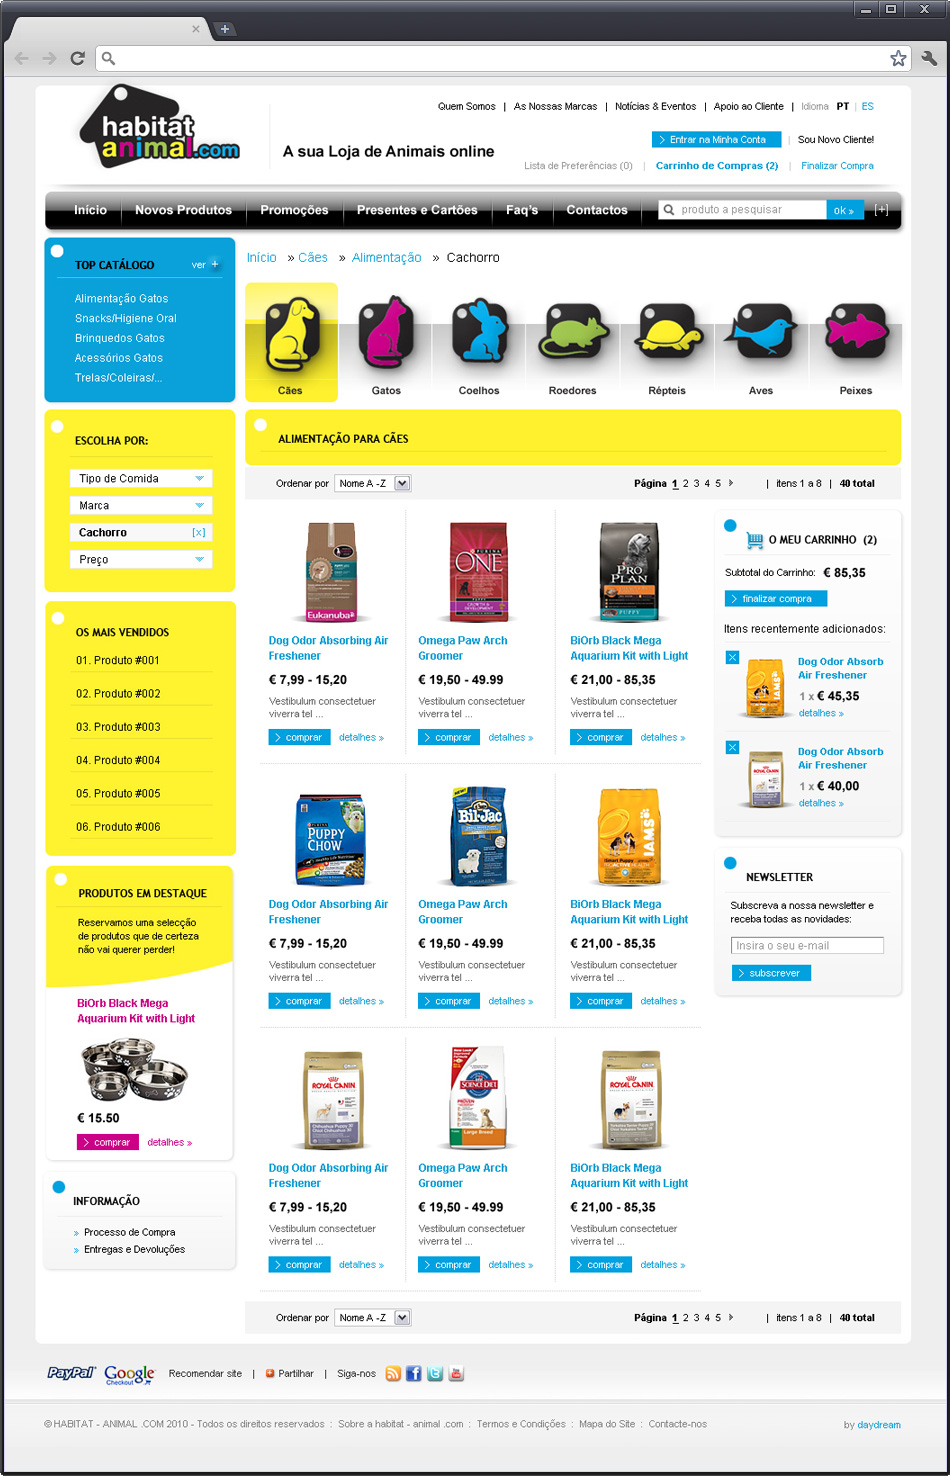 habitat
animal.com
A sua Loja de Animais online
Quem Somos | As Nossas Marcas | Notícias & Eventos | Apoio ao Cliente | Idioma PT | ES
Entrar na Minha Conta | Sou Novo Cliente!
Lista de Preferências (0) | Carrinho de Compras (2) | Finalizar Compra
Início Novos Produtos Promoções Presentes e Cartões Faq's Contactos produto a pesquisar ok » [+]
TOP CATÁLOGO ver +
Alimentação Gatos
Snacks/Higiene Oral
Brinquedos Gatos
Acessórios Gatos
Trelas/Coleiras/...
Início » Cães » Alimentação » Cachorro
Cães Gatos Coelhos Roedores Répteis Aves Peixes
ESCOLHA POR:
Tipo de Comida
Marca
Cachorro [x]
Preço
OS MAIS VENDIDOS
01. Produto #001
02. Produto #002
03. Produto #003
04. Produto #004
05. Produto #005
06. Produto #006
PRODUTOS EM DESTAQUE
Reservamos uma selecção
de produtos que de certeza
não vai querer perder!
BiOrb Black Mega
Aquarium Kit with Light
€ 15.50
comprar detalhes »
INFORMAÇÃO
» Processo de Compra
» Entregas e Devoluções
ALIMENTAÇÃO PARA CÃES
Ordenar por Nome A -Z Página 1 2 3 4 5 | itens 1 a 8 | 40 total
Eukanuba
PURINA
ONE
GROWTH &
DEVELOPMENT
PRO
PLAN
PUPPY
Dog Odor Absorbing Air
Freshener
€ 7,99 - 15,20
Vestibulum consectetuer
viverra tel ...
comprar detalhes »
Omega Paw Arch
Groomer
€ 19,50 - 49.99
Vestibulum consectetuer
viverra tel ...
comprar detalhes »
BiOrb Black Mega
Aquarium Kit with Light
€ 21,00 - 85,35
Vestibulum consectetuer
viverra tel ...
comprar detalhes »
PUPPY
CHOW
Bil-Jac
IAMS
Smart Puppy
Dog Odor Absorbing Air
Freshener
€ 7,99 - 15,20
Vestibulum consectetuer
viverra tel ...
comprar detalhes »
Omega Paw Arch
Groomer
€ 19,50 - 49.99
Vestibulum consectetuer
viverra tel ...
comprar detalhes »
BiOrb Black Mega
Aquarium Kit with Light
€ 21,00 - 85,35
Vestibulum consectetuer
viverra tel ...
comprar detalhes »
ROYAL CANIN
SCIENCE DIET
Large Breed
ROYAL CANIN
Dog Odor Absorbing Air
Freshener
€ 7,99 - 15,20
Vestibulum consectetuer
viverra tel ...
comprar detalhes »
Omega Paw Arch
Groomer
€ 19,50 - 49.99
Vestibulum consectetuer
viverra tel ...
comprar detalhes »
BiOrb Black Mega
Aquarium Kit with Light
€ 21,00 - 85,35
Vestibulum consectetuer
viverra tel ...
comprar detalhes »
Ordenar por Nome A -Z Página 1 2 3 4 5 | itens 1 a 8 | 40 total
O MEU CARRINHO (2)
Subtotal do Carrinho: € 85,35
finalizar compra
Itens recentemente adicionados:
IAMS
Dog Odor Absorb
Air Freshener
1 x € 45,35
detalhes »
ROYAL CANIN
Dog Odor Absorb
Air Freshener
1 x € 40,00
detalhes »
NEWSLETTER
Subscreva a nossa newsletter e
receba todas as novidades:
Insira o seu e-mail
subscrever
PayPal Google Checkout Recomendar site | Partilhar | Siga-nos
© HABITAT - ANIMAL .COM 2010 - Todos os direitos reservados : Sobre a habitat - animal .com : Termos e Condições : Mapa do Site : Contacte-nos
by daydream